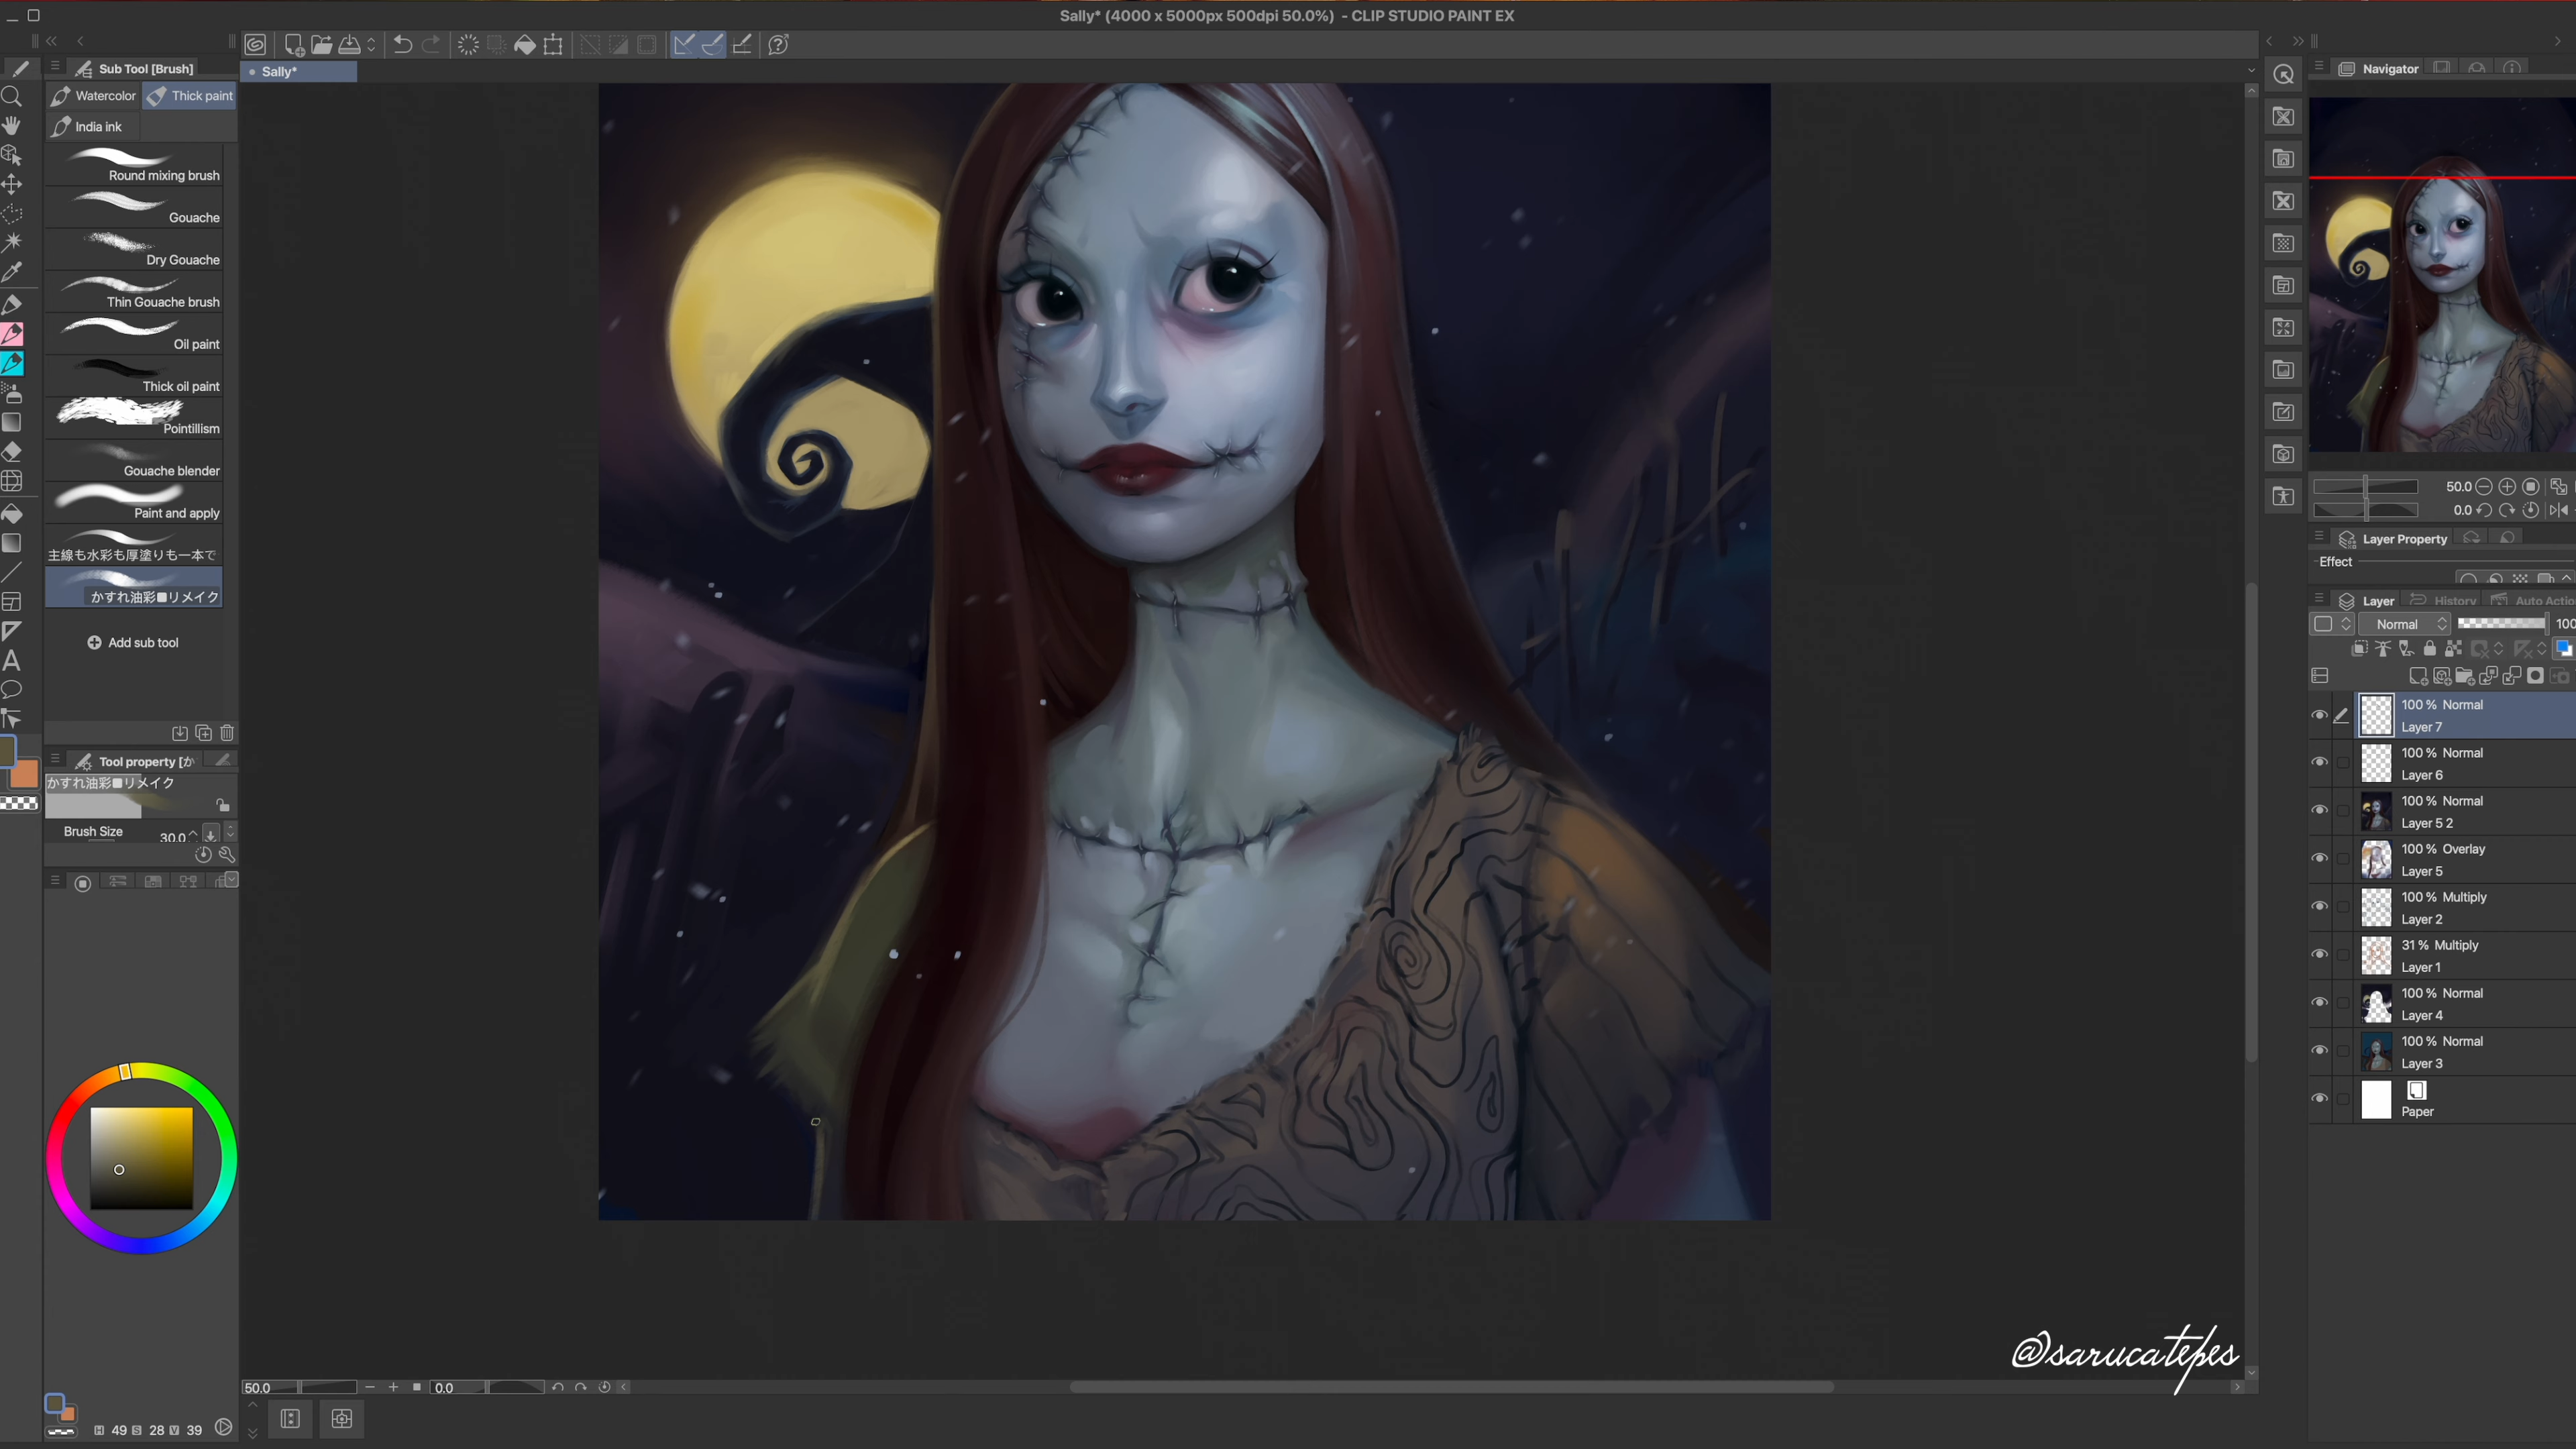 Sally* (4000 x 5000px 500dpi 50.0%) - CLIP STUDIO PAINT EX
Sub Tool [Brush]
Sally*
Navigator
Watercolor
Thick paint
India ink
Round mixing brush
Gouache
Dry Gouache
Thin Gouache brush
Oil paint
Thick oil paint
Pointillism
Gouache blender
Paint and apply
主線も水彩も厚塗りも一本で
かすれ油彩■リメイク
Add sub tool
Tool property [か
かすれ油彩■リメイク
Brush Size
30.0
50.0
0.0
Layer Property
Effect
Layer
History
Auto Actio
Normal
100
100 % Normal
Layer 7
100 % Normal
Layer 6
100 % Normal
Layer 5 2
100 % Overlay
Layer 5
100 % Multiply
Layer 2
31 % Multiply
Layer 1
100 % Normal
Layer 4
100 % Normal
Layer 3
Paper
@sarucatepes
50.0
0.0
H 49 S 28 V 39